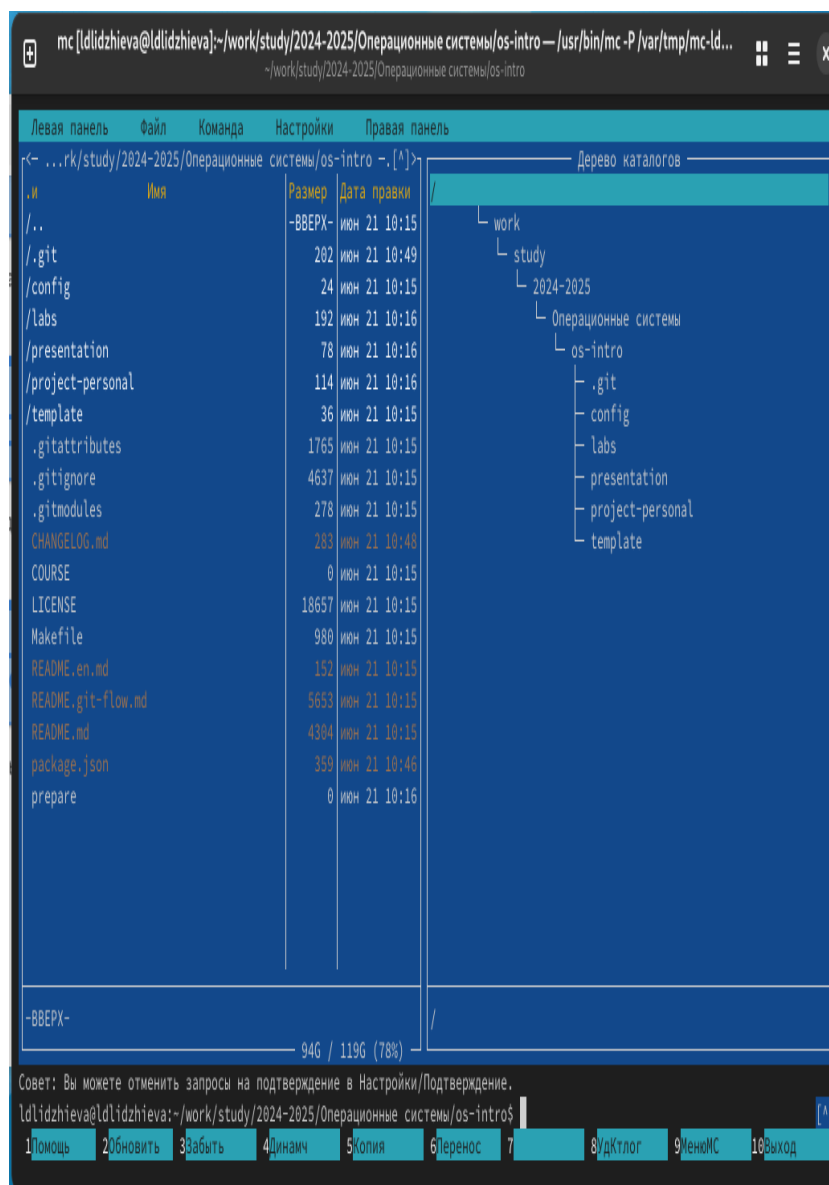 mc [ldlidzhieva@ldlidzhieva]:~/work/study/2024-2025/Операционные системы/os-intro — /usr/bin/mc -P /var/tmp/mc-ld...
~/work/study/2024-2025/Операционные системы/os-intro
Левая панель Файл Команда Настройки Правая панель
<- ...rk/study/2024-2025/Операционные системы/os-intro -.[^]> Дерево каталогов
.и Имя Размер Дата правки /
/.. -ВВЕРХ- июн 21 10:15 work
/.git 202 июн 21 10:49 study
/config 24 июн 21 10:15 2024-2025
/labs 192 июн 21 10:16 Операционные системы
/presentation 78 июн 21 10:16 os-intro
/project-personal 114 июн 21 10:16 .git
/template 36 июн 21 10:15 config
.gitattributes 1765 июн 21 10:15 labs
.gitignore 4637 июн 21 10:15 presentation
.gitmodules 278 июн 21 10:15 project-personal
CHANGELOG.md 283 июн 21 10:48 template
COURSE 0 июн 21 10:15
LICENSE 18657 июн 21 10:15
Makefile 980 июн 21 10:15
README.en.md 152 июн 21 10:15
README.git-flow.md 5653 июн 21 10:15
README.md 4304 июн 21 10:15
package.json 359 июн 21 10:46
prepare 0 июн 21 10:16
-ВВЕРХ- /
94G / 119G (78%)
Совет: Вы можете отменить запросы на подтверждение в Настройки/Подтверждение.
ldlidzhieva@ldlidzhieva:~/work/study/2024-2025/Операционные системы/os-intro$ [^
1Помощь 2Обновить 3Забыть 4Динамч 5Копия 6Перенос 7 8УдКтлог 9МенюMC 10Выход